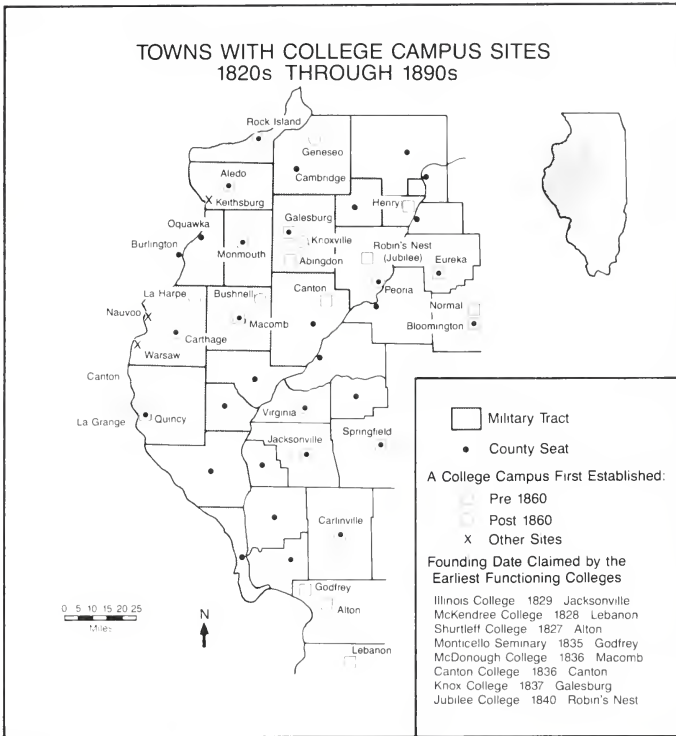 TOWNS WITH COLLEGE CAMPUS SITES
1820s THROUGH 1890s
Rock Island
Geneseo
Aledo
Cambridge
X Keithsburg
Henry
Galesburg
Oquawka
Knoxville
Robin's Nest
(Jubilee)
Burlington
Monmouth
Abingdon
Eureka
Peoria
La Harpe
Bushnell
Canton
Normal
Nauvoo X
Macomb
Bloomington
Carthage
X
Warsaw
Canton
Virginia
La Grange
Quincy
Jacksonville
Springfield
Carlinville
Godfrey
Alton
Lebanon
0 5 10 15 20 25
Miles
N
Military Tract
County Seat
A College Campus First Established:
Pre 1860
Post 1860
X Other Sites
Founding Date Claimed by the
Earliest Functioning Colleges
Illinois College 1829 Jacksonville
McKendree College 1828 Lebanon
Shurtleff College 1827 Alton
Monticello Seminary 1835 Godfrey
McDonough College 1836 Macomb
Canton College 1836 Canton
Knox College 1837 Galesburg
Jubilee College 1840 Robin's Nest